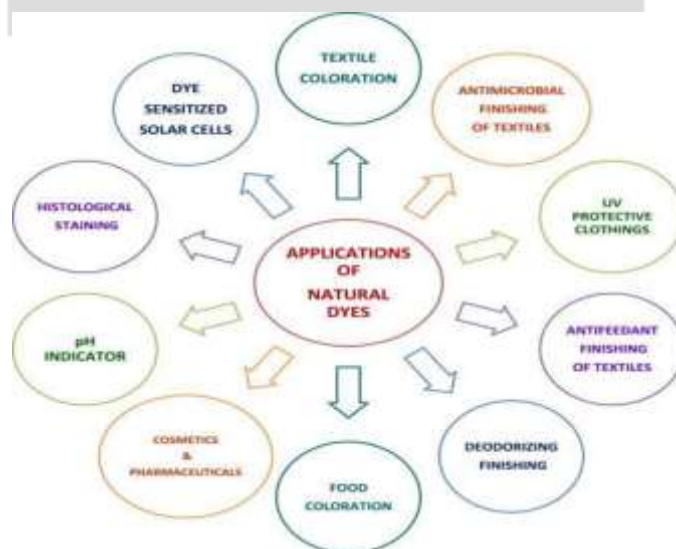 TEXTILE
COLORATION
ANTIMICROBIAL
FINISHING
OF TEXTILES
UV
PROTECTIVE
CLOTHINGS
ANTIFEEDANT
FINISHING
OF TEXTILES
DEODORIZING
FINISHING
FOOD
COLORATION
COSMETICS
&
PHARMACEUTICALS
pH
INDICATOR
HISTOLOGICAL
STAINING
DYE
SENSITIZED
SOLAR CELLS
APPLICATIONS
OF
NATURAL
DYES